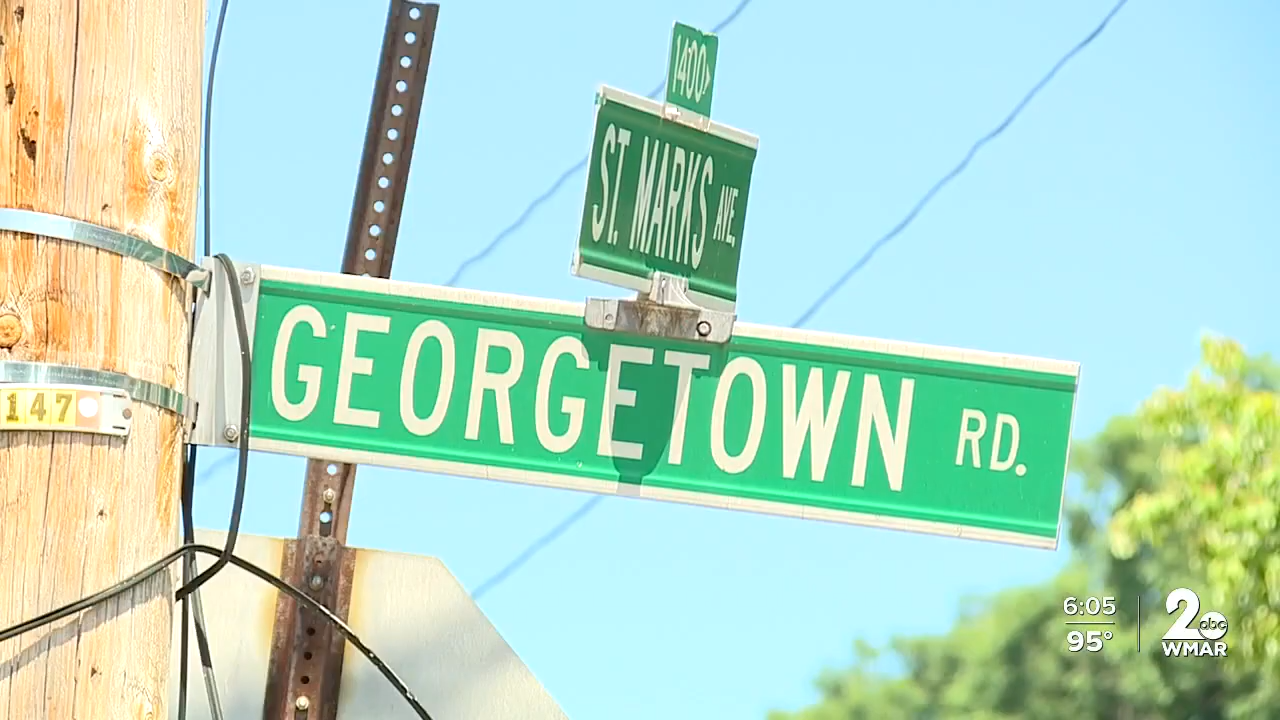 1400
ST. MARKS AVE.
GEORGETOWN RD.
147
6:05
95°
2 abc
WMAR